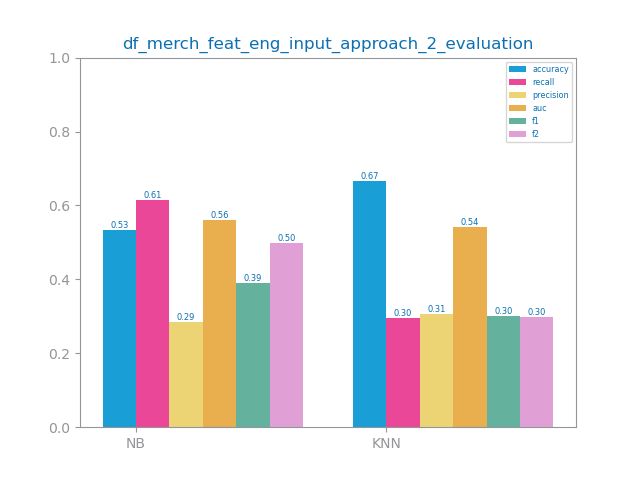 df_merch_feat_eng_input_approach_2_evaluation
1.0
0.8
0.6
0.4
0.2
0.0
accuracy
recall
precision
auc
f1
f2
0.53
0.61
0.29
0.56
0.39
0.50
0.67
0.30
0.31
0.54
0.30
0.30
NB
KNN